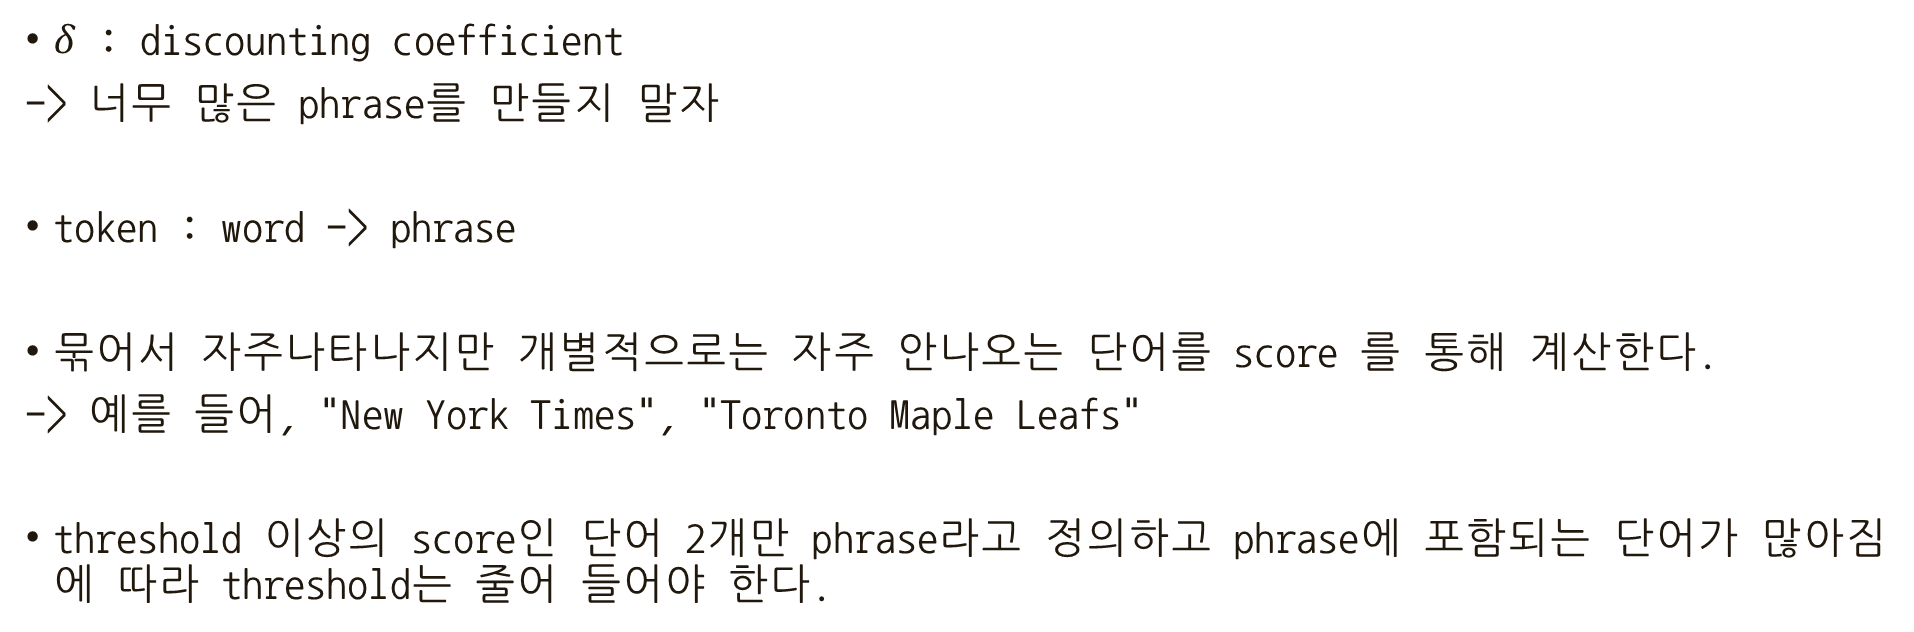 • δ : discounting coefficient
-> 너무 많은 phrase를 만들지 말자
• token : word -> phrase
• 묶어서 자주나타나지만 개별적으로는 자주 안나오는 단어를 score 를 통해 계산한다.
-> 예를 들어, "New York Times", "Toronto Maple Leafs"
• threshold 이상의 score인 단어 2개만 phrase라고 정의하고 phrase에 포함되는 단어가 많아짐
에 따라 threshold는 줄어 들어야 한다.